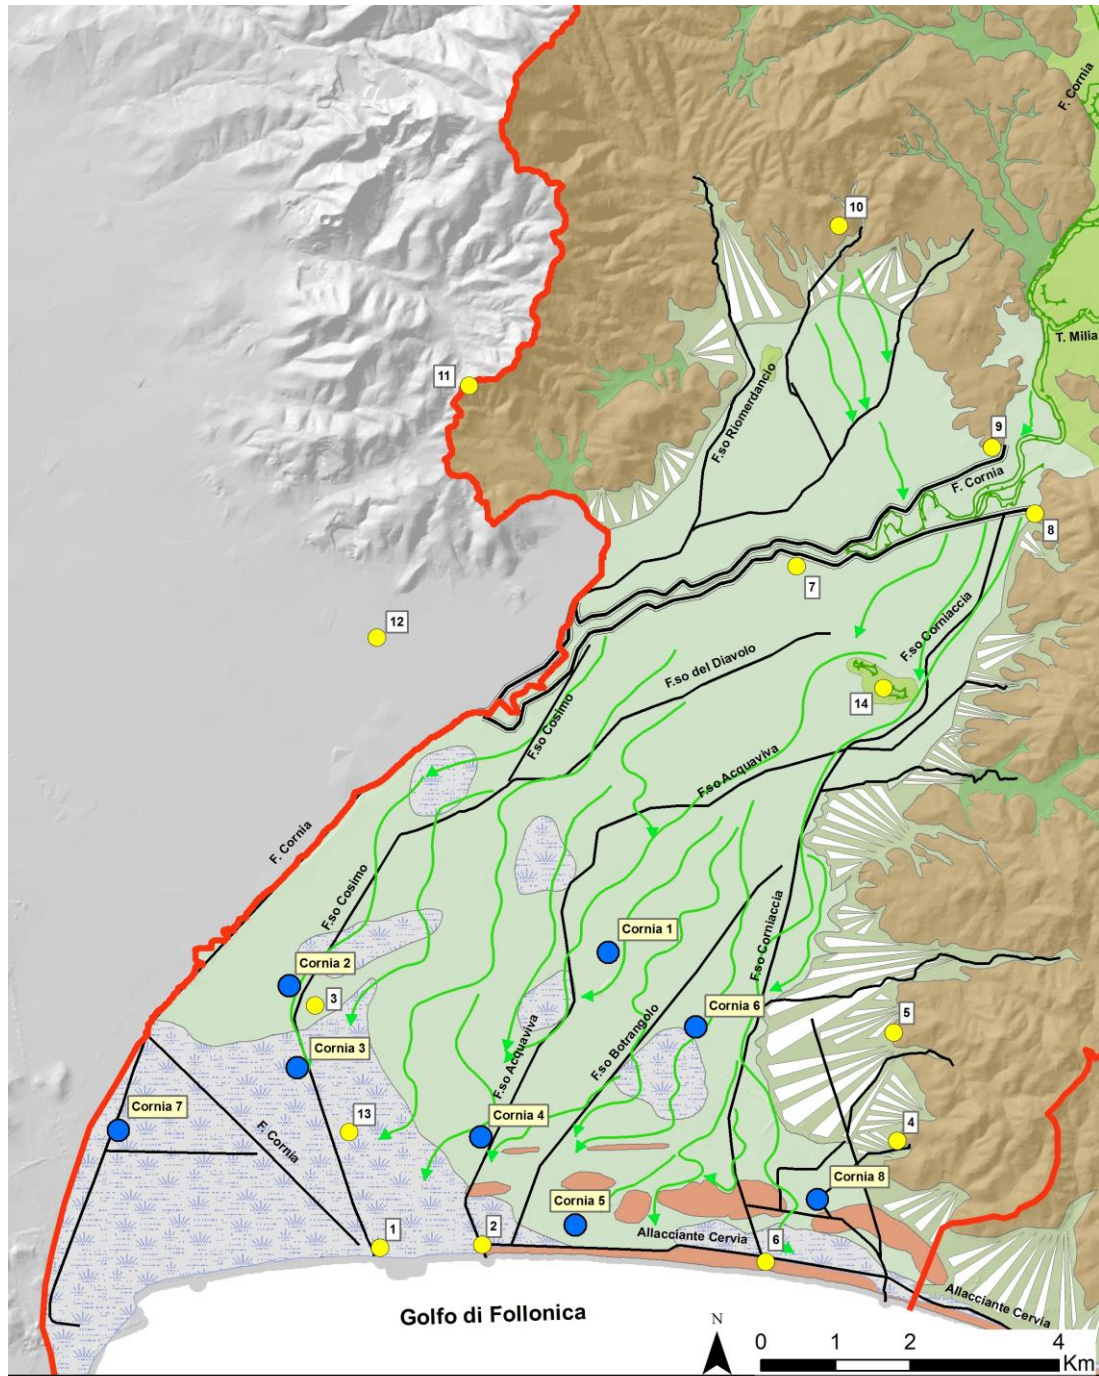 F. Cornia
10
T. Milia
11
F.so Riomerdancio
9
F. Cornia
8
7
12
F.so Corniaccia
F.so del Diavolo
14
F.so Cosimo
F.so Acquaviva
F. Cornia
F.so Cosimo
Cornia 1
F.so Corniaccia
Cornia 2
3
Cornia 6
5
F.so Acquaviva
F.so Botrangolo
Cornia 3
Cornia 7
13
Cornia 4
4
F. Cornia
Cornia 8
Cornia 5
1
2
Allacciante Cervia
6
Allacciante Cervia
Golfo di Follonica
N
0 1 2 4
Km